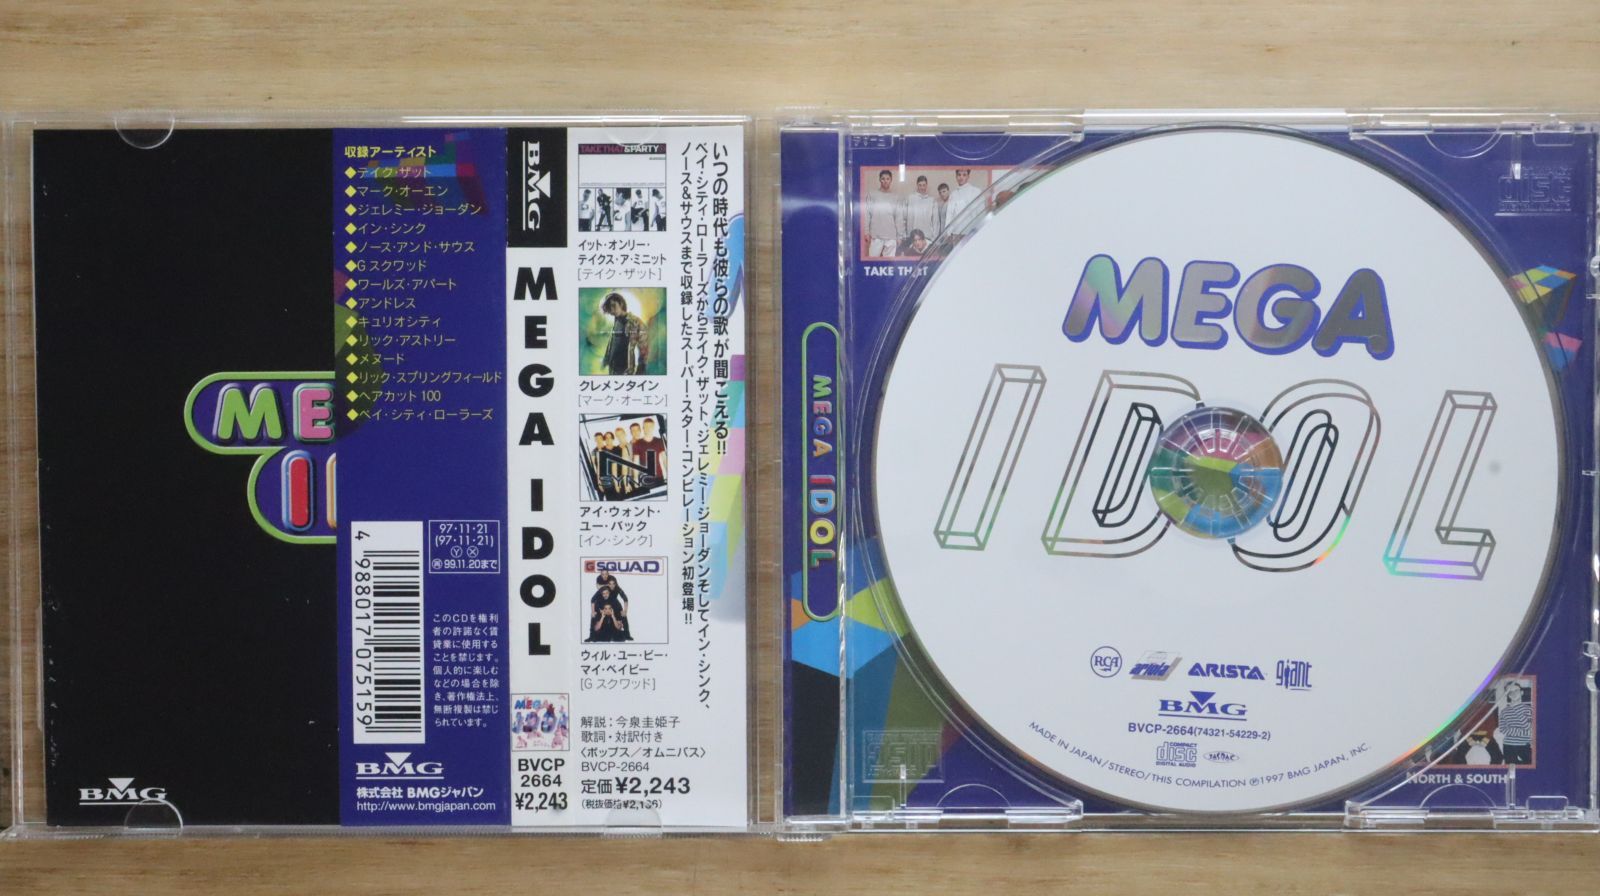 MEGA
I
BMG
収録アーティスト
◆テイク・ザット
◆マーク・オーエン
◆ジェレミー・ジョーダン
◆イン・シンク
◆ノース・アンド・サウス
◆Gスクワッド
◆ワールズ・アパート
◆アンドレス
◆キュリオシティ
◆リック・アストリー
◆メヌード
◆リック・スプリングフィールド
◆ヘアカット100
◆ベイ・シティ・ローラーズ
97・11・21
(97・11・21)
Y X
再 99.11.20まで
4 988017 075159
このCDを権利
者の許諾なく賃
貸業に使用する
ことを禁じます。
個人的に楽しむ
などの場合を除
き、著作権法上、
無断複製は禁じ
られています。
BMG
株式会社 BMGジャパン
http://www.bmgjapan.com
BMG
MEGA IDOL
MEGA
IDOL
BVCP
2664
¥2,243
TAKE THAT&PARTY
イット・オンリー・
テイクス・ア・ミニット
[テイク・ザット]
クレメンタイン
[マーク・オーエン]
N
SYNC
アイ・ウォント・
ユー・バック
[イン・シンク]
G SQUAD
ウィル・ユー・ビー・
マイ・ベイビー
[Gスクワッド]
いつの時代も彼らの歌が聞こえる!!
ベイ・シティ・ローラーズからテイク・ザット、ジェレミー・ジョーダンそしてイン・シンク、
ノース&サウスまで収録したスーパー・スター・コンピレーション初登場!!
解説：今泉圭姫子
歌詞・対訳付き
〈ポップス／オムニバス〉
BVCP-2664
定価¥2,243
(税抜価格¥2,136)
MEGA IDOL
TAKE THAT
MEGA
IDOL
RCA
ariola
ARISTA
giant
BMG
BVCP-2664(74321-54229-2)
COMPACT
disc
DIGITAL AUDIO
JASRAC
MADE IN JAPAN/STEREO/THIS COMPILATION ℗1997 BMG JAPAN, INC.
NORTH & SOUTH